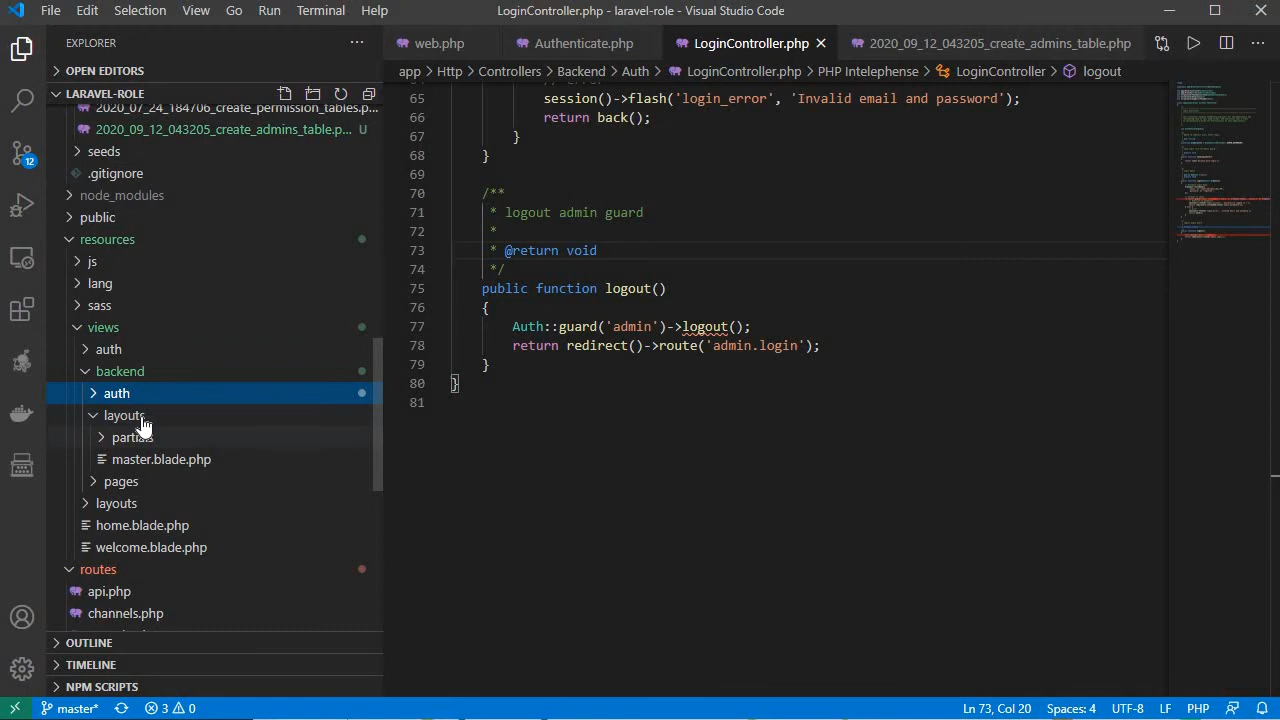 File Edit Selection View Go Run Terminal Help LoginController.php - laravel-role - Visual Studio Code
EXPLORER
web.php Authenticate.php LoginController.php 2020_09_12_043205_create_admins_table.php
OPEN EDITORS
app > Http > Controllers > Backend > Auth > LoginController.php > PHP Intelephense > LoginController > logout
LARAVEL-ROLE
2020_07_24_184706_create_permission_tables.p...
2020_09_12_043205_create_admins_table.p... U
seeds
.gitignore
node_modules
public
resources
js
lang
sass
views
auth
backend
auth
layouts
partials
master.blade.php
pages
layouts
home.blade.php
welcome.blade.php
routes
api.php
channels.php
OUTLINE
TIMELINE
NPM SCRIPTS
12
65 session()->flash('login_error', 'Invalid email and password');
66 return back();
67 }
68 }
69
70 /**
71 * logout admin guard
72 *
73 * @return void
74 */
75 public function logout()
76 {
77 Auth::guard('admin')->logout();
78 return redirect()->route('admin.login');
79 }
80 }
81
master* 3 0 Ln 73, Col 20 Spaces: 4 UTF-8 LF PHP